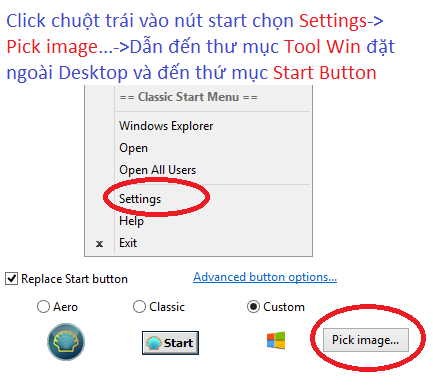 Click chuột trái vào nút start chọn Settings->
Pick image...->Dẫn đến thư mục Tool Win đặt
ngoài Desktop và đến thứ mục Start Button
== Classic Start Menu ==
Windows Explorer
Open
Open All Users
Settings
Help
x Exit
Replace Start button Advanced button options...
Aero Classic Custom
Start Pick image...